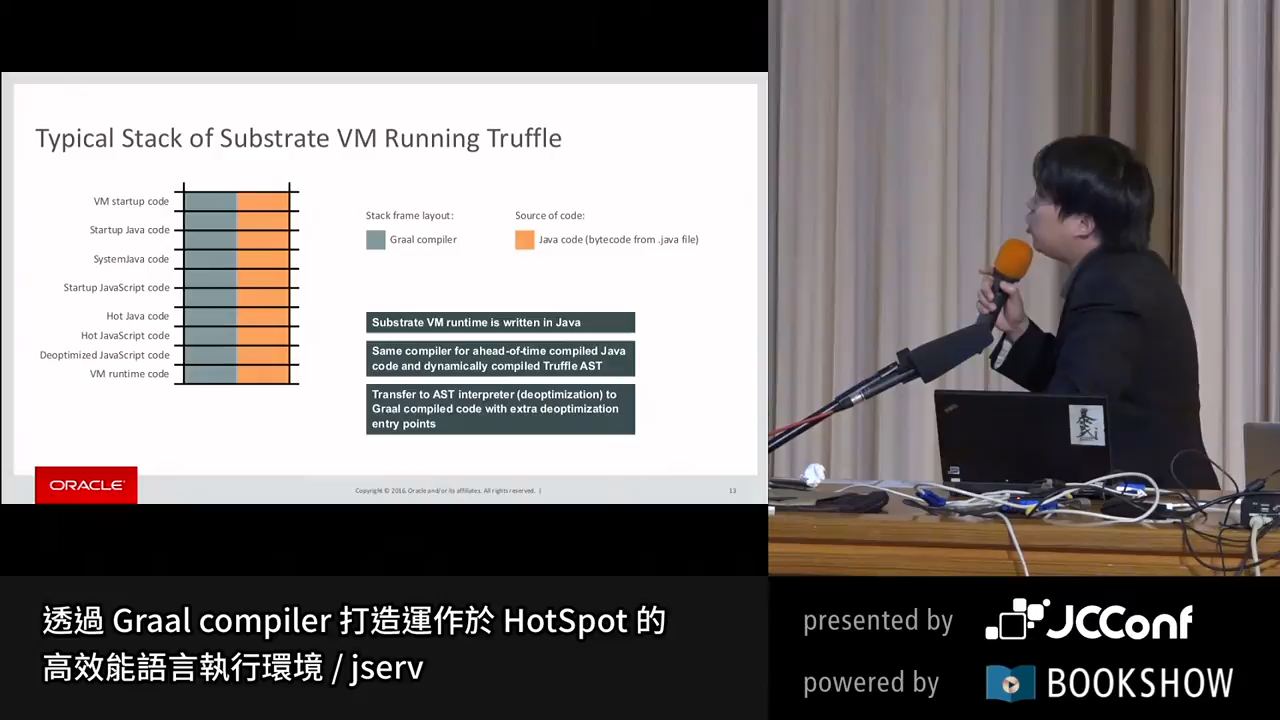 Typical Stack of Substrate VM Running Truffle
VM startup code
Startup Java code
SystemJava code
Startup JavaScript code
Hot Java code
Hot JavaScript code
Deoptimized JavaScript code
VM runtime code
Stack frame layout:
Graal compiler
Source of code:
Java code (bytecode from .java file)
Substrate VM runtime is written in Java
Same compiler for ahead-of-time compiled Java
code and dynamically compiled Truffle AST
Transfer to AST interpreter (deoptimization) to
Graal compiled code with extra deoptimization
entry points
ORACLE
Copyright © 2016, Oracle and/or its affiliates. All rights reserved. |
13
透過 Graal compiler 打造運作於 HotSpot 的
高效能語言執行環境 / jserv
presented by
JCConf
powered by
BOOKSHOW